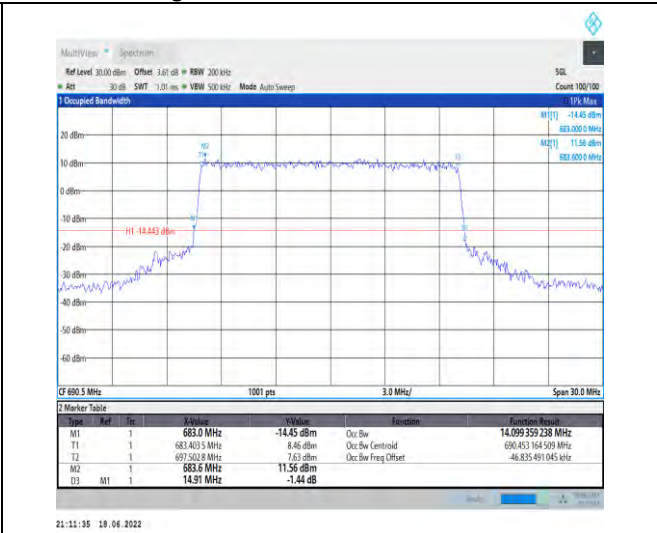 MultiView Spectrum
Ref Level 30.00 dBm Offset 3.61 dB RBW 200 kHz SGL
Att 30 dB SWT 1.01 ms VBW 500 kHz Mode Auto Sweep Count 100/100
1 Occupied Bandwidth 1Pk Max
M1[1] -14.45 dBm
683.000 0 MHz
M2[1] 11.56 dBm
683.600 0 MHz
20 dBm
M2
T1
T2
10 dBm
0 dBm
-10 dBm
M1
H1 -14.443 dBm
D3
-20 dBm
-30 dBm
-40 dBm
-50 dBm
-60 dBm
CF 690.5 MHz 1001 pts 3.0 MHz/ Span 30.0 MHz
2 Marker Table
Type Ref Trc X-Value Y-Value Function Function Result
M1 1 683.0 MHz -14.45 dBm Occ Bw 14.099 359 238 MHz
T1 1 683.403 5 MHz 8.46 dBm Occ Bw Centroid 690.453 164 509 MHz
T2 1 697.502 8 MHz 7.63 dBm Occ Bw Freq Offset -46.835 491 045 kHz
M2 1 683.6 MHz 11.56 dBm
D3 M1 1 14.91 MHz -1.44 dB
21:11:35 18.06.2022